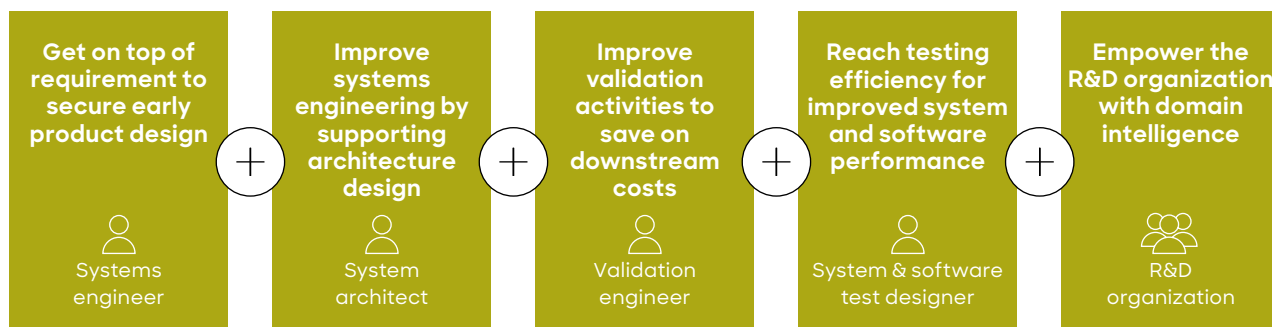 Get on top of
requirement to
secure early
product design
Systems
engineer
Improve
systems
engineering by
supporting
architecture
design
System
architect
Improve
validation
activities to
save on
downstream
costs
Validation
engineer
Reach testing
efficiency for
improved system
and software
performance
System & software
test designer
Empower the
R&D organization
with domain
intelligence
R&D
organization